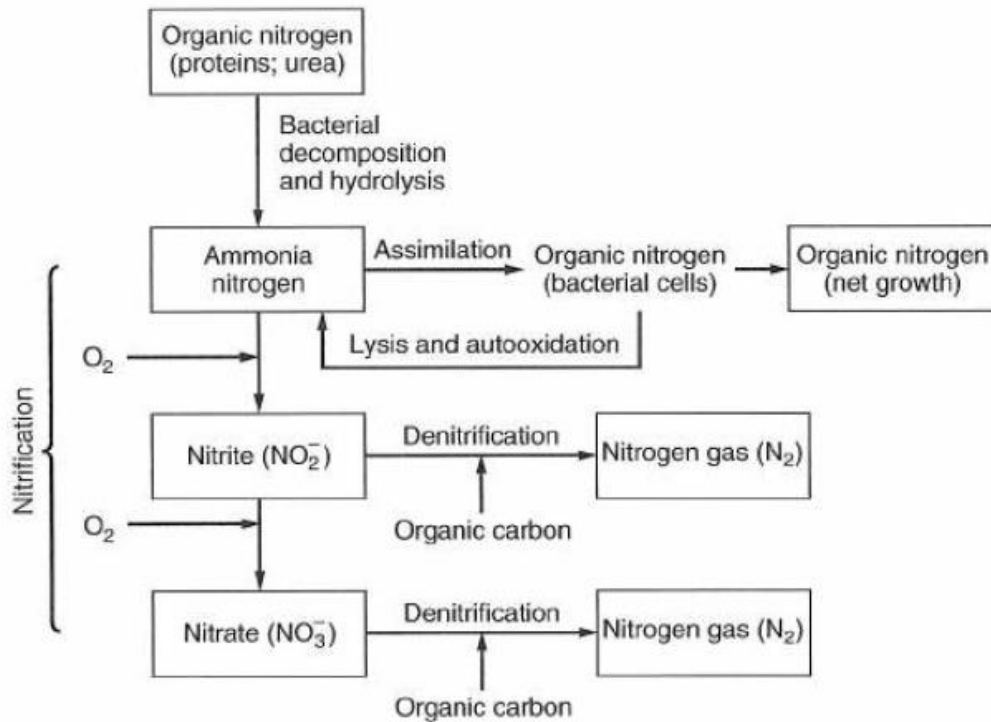 Organic nitrogen
(proteins; urea)
Bacterial
decomposition
and hydrolysis
Ammonia
nitrogen
Assimilation
Organic nitrogen
(bacterial cells)
Organic nitrogen
(net growth)
Lysis and autooxidation
O₂
Nitrification
Nitrite (NO₂⁻)
Denitrification
Nitrogen gas (N₂)
Organic carbon
O₂
Nitrate (NO₃⁻)
Denitrification
Nitrogen gas (N₂)
Organic carbon